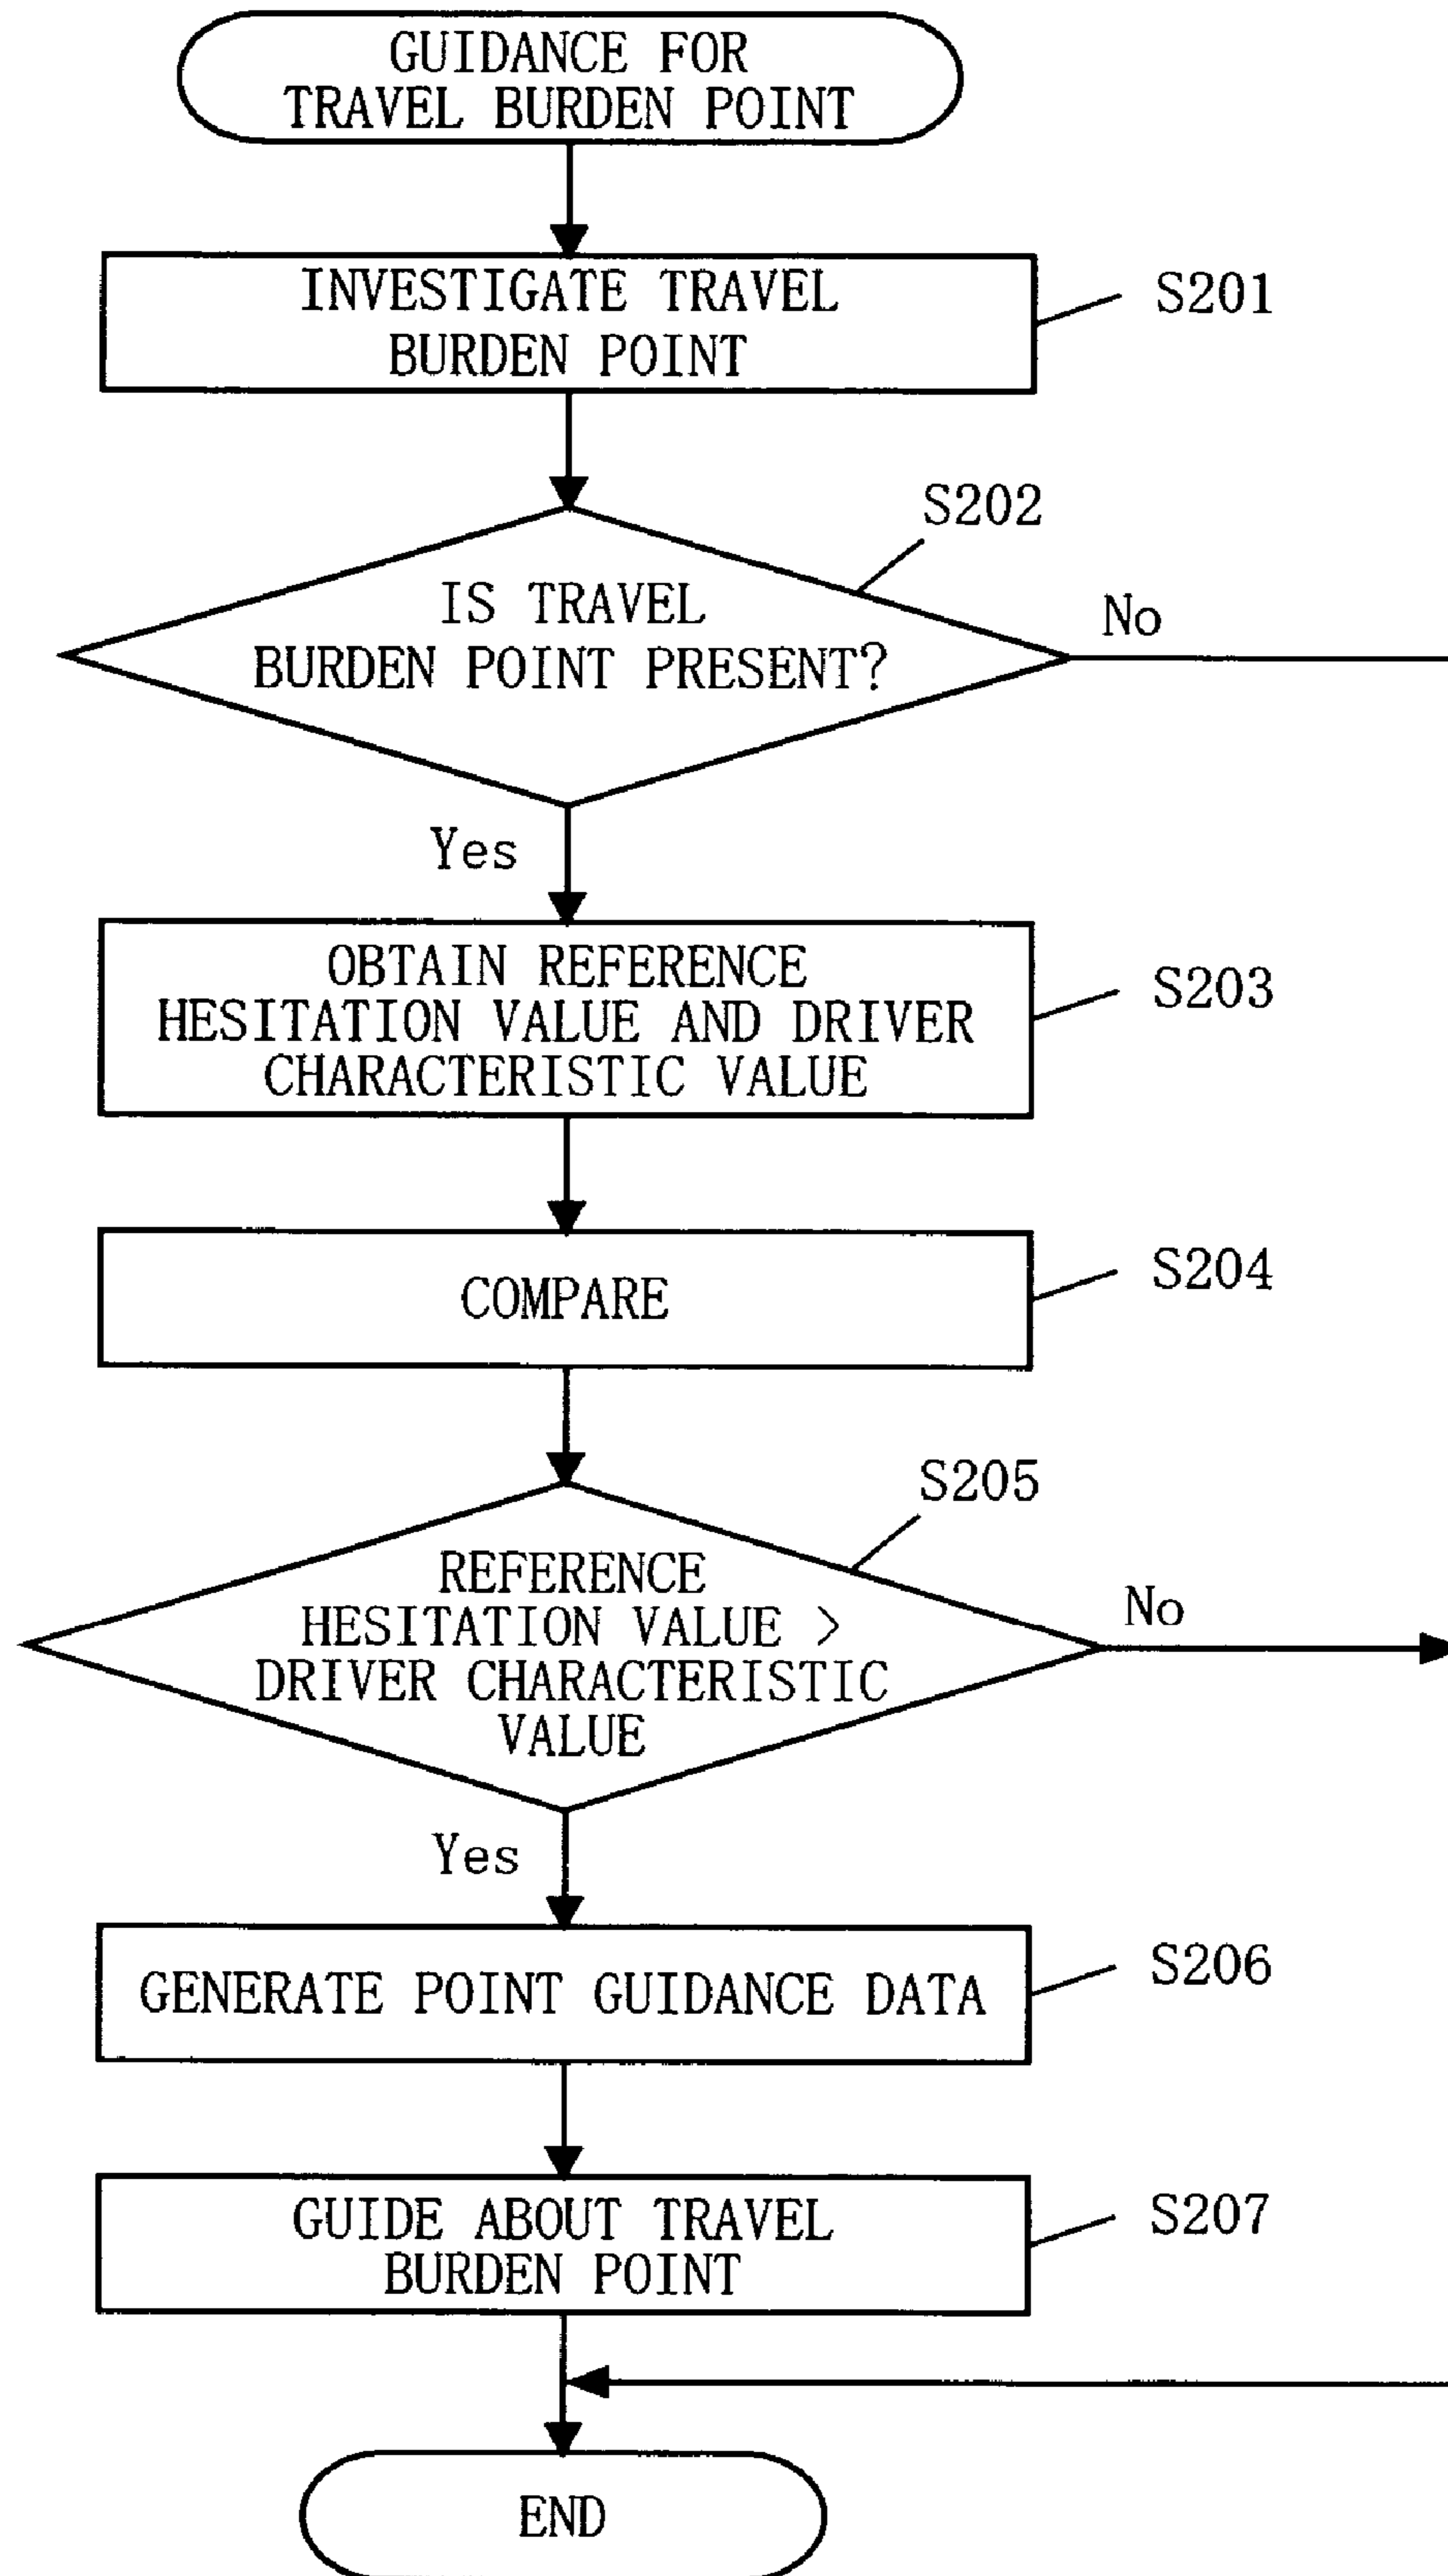 GUIDANCE FOR
TRAVEL BURDEN POINT
INVESTIGATE TRAVEL
BURDEN POINT
S201
S202
IS TRAVEL
BURDEN POINT PRESENT?
No
Yes
OBTAIN REFERENCE
HESITATION VALUE AND DRIVER
CHARACTERISTIC VALUE
S203
COMPARE
S204
S205
REFERENCE
HESITATION VALUE >
DRIVER CHARACTERISTIC
VALUE
No
Yes
GENERATE POINT GUIDANCE DATA
S206
GUIDE ABOUT TRAVEL
BURDEN POINT
S207
END